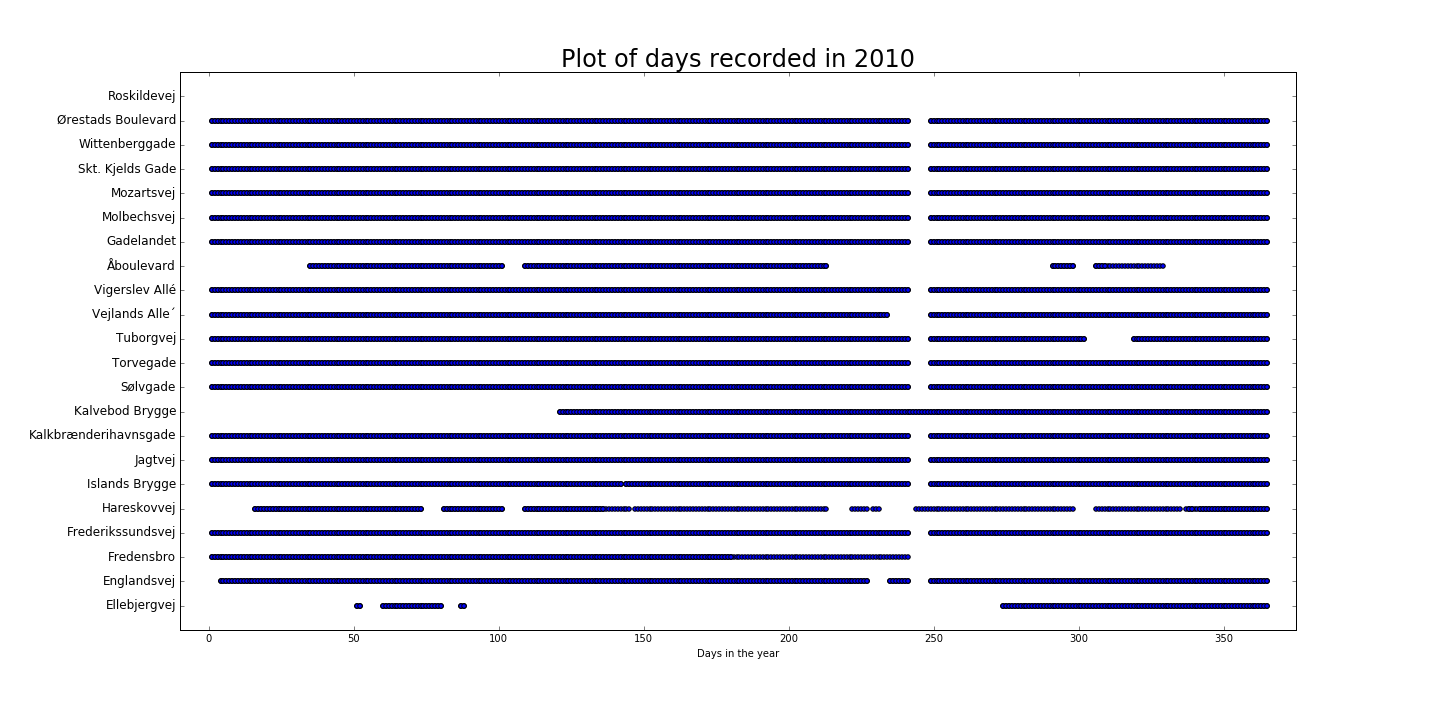 Plot of days recorded in 2010
Roskildevej
Ørestads Boulevard
Wittenberggade
Skt. Kjelds Gade
Mozartsvej
Molbechsvej
Gadelandet
Åboulevard
Vigerslev Allé
Vejlands Alle´
Tuborgvej
Torvegade
Sølvgade
Kalvebod Brygge
Kalkbrænderihavnsgade
Jagtvej
Islands Brygge
Hareskovvej
Frederikssundsvej
Fredensbro
Englandsvej
Ellebjergvej
0 50 100 150 200 250 300 350
Days in the year